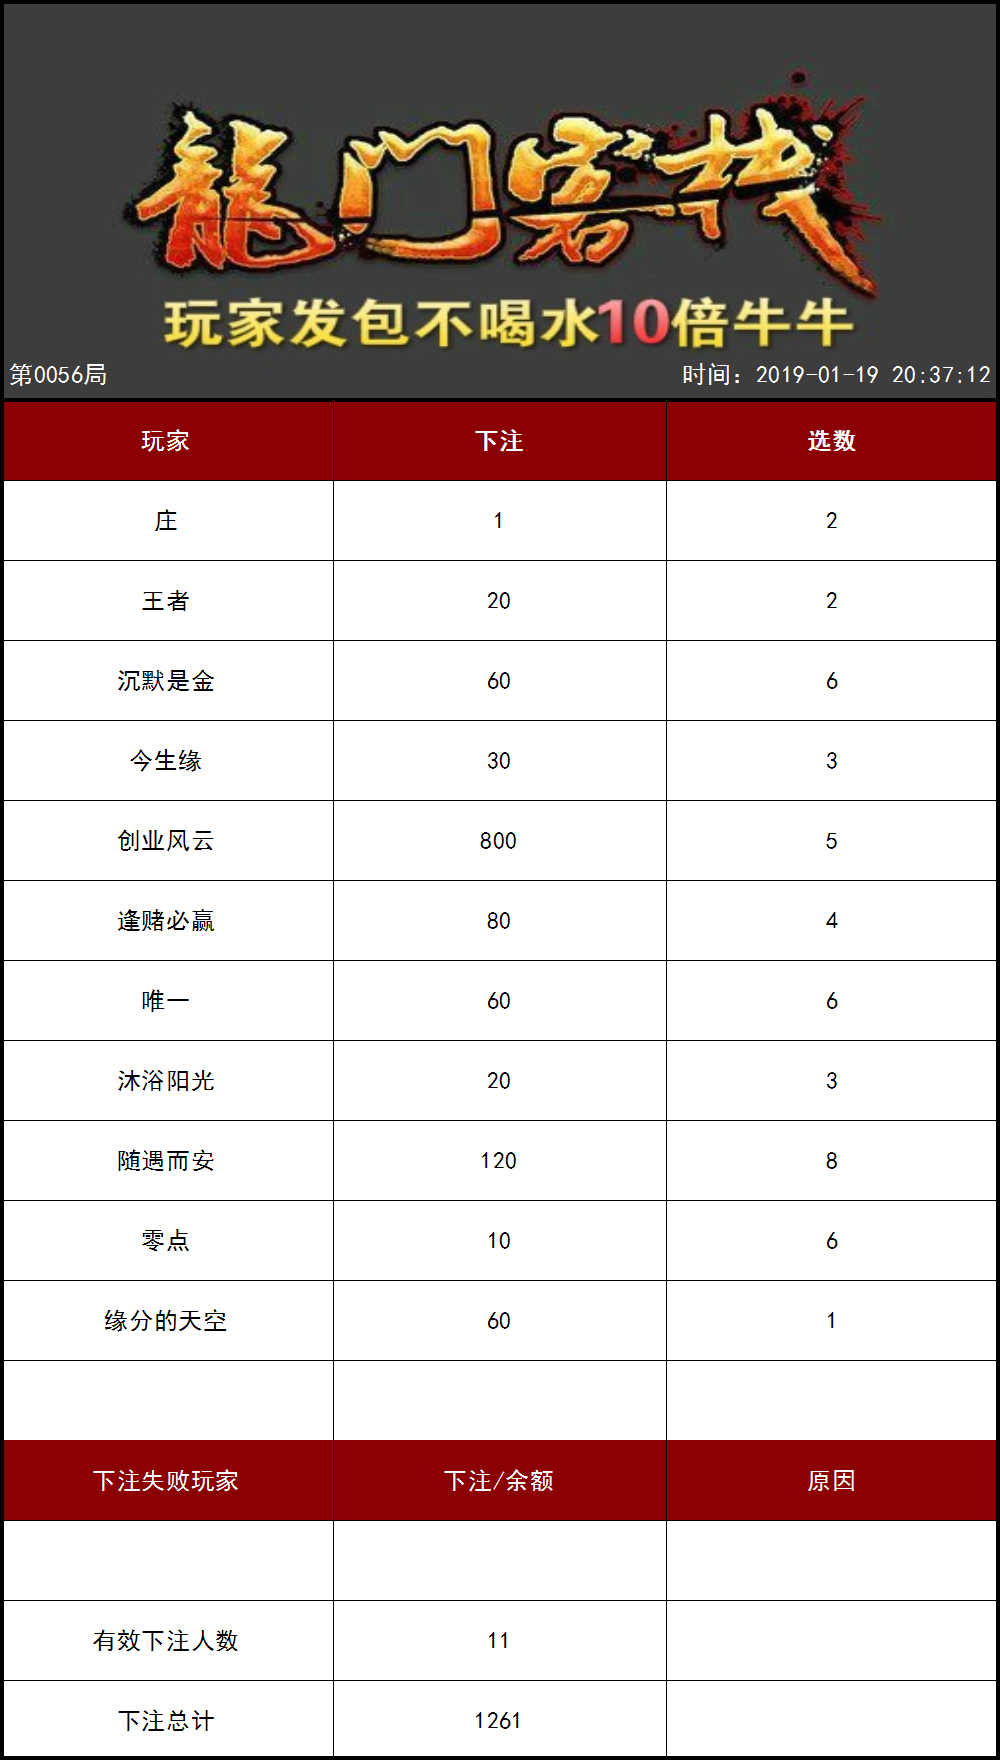 龍门客栈
玩家发包不喝水10倍牛牛
第0056局 时间：2019-01-19 20:37:12
玩家 下注 选数
庄 1 2
王者 20 2
沉默是金 60 6
今生缘 30 3
创业风云 800 5
逢赌必赢 80 4
唯一 60 6
沐浴阳光 20 3
随遇而安 120 8
零点 10 6
缘分的天空 60 1
下注失败玩家 下注/余额 原因
有效下注人数 11
下注总计 1261